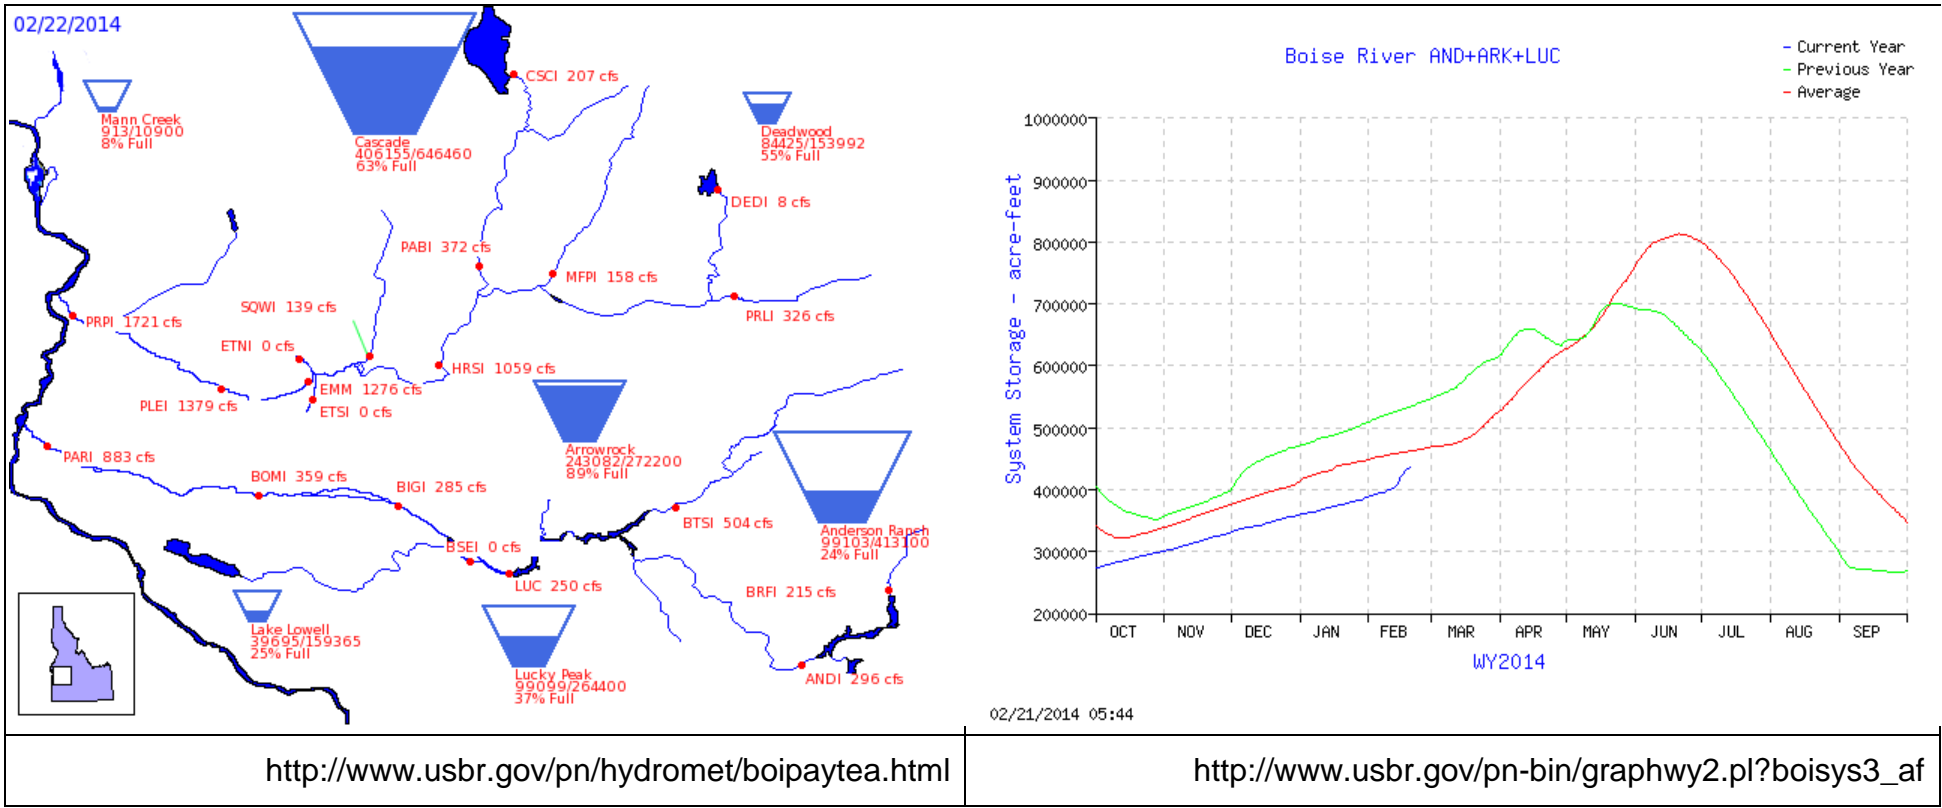 02/22/2014
Mann Creek
913/10900
8% Full
Cascade
406155/646460
63% Full
CSCI 207 cfs
Deadwood
84425/153992
55% Full
DEDI 8 cfs
PABI 372 cfs
MFPI 158 cfs
SQWI 139 cfs
PRPI 1721 cfs
PRLI 326 cfs
ETNI 0 cfs
HRSI 1059 cfs
EMM 1276 cfs
PLEI 1379 cfs
ETSI 0 cfs
Arrowrock
243082/272200
89% Full
PARI 883 cfs
BOMI 359 cfs
BIGI 285 cfs
BTSI 504 cfs
Anderson Ranch
99103/413100
24% Full
BSEI 0 cfs
LUC 250 cfs
BRFI 215 cfs
Lake Lowell
39695/159365
25% Full
Lucky Peak
99099/264400
37% Full
ANDI 296 cfs
http://www.usbr.gov/pn/hydromet/boipaytea.html
Boise River AND+ARK+LUC
Current Year
Previous Year
Average
System Storage - acre-feet
1000000
900000
800000
700000
600000
500000
400000
300000
200000
OCT NOV DEC JAN FEB MAR APR MAY JUN JUL AUG SEP
WY2014
02/21/2014 05:44
http://www.usbr.gov/pn-bin/graphwy2.pl?boisys3_af